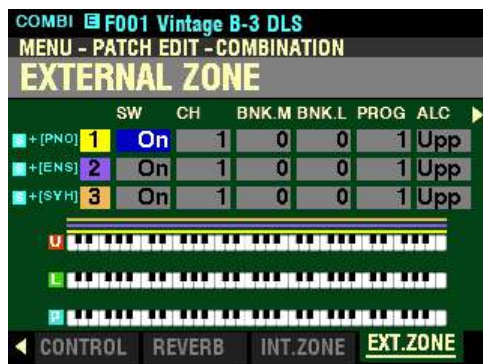 COMBI E F001 Vintage B-3 DLS
MENU - PATCH EDIT - COMBINATION
EXTERNAL ZONE
SW CH BNK.M BNK.L PROG ALC
S + [PNO] 1 On 1 0 0 1 Upp
S + [ENS] 2 On 1 0 0 1 Upp
S + [SYH] 3 On 1 0 0 1 Upp
U
L
P
CONTROL REVERB INT.ZONE EXT.ZONE